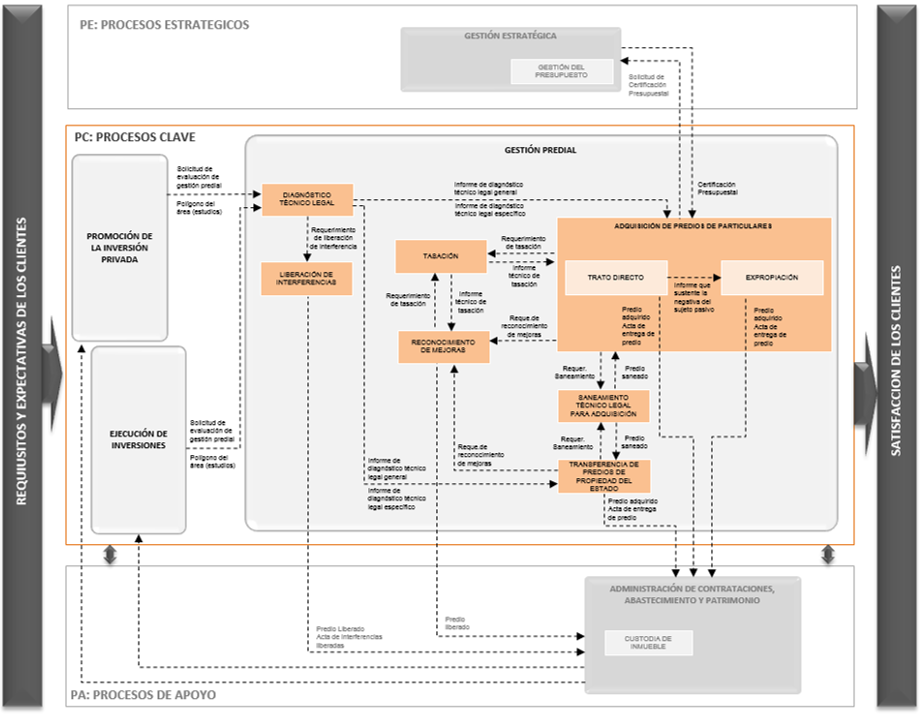 PE: PROCESOS ESTRATEGICOS
GESTIÓN ESTRATÉGICA
GESTIÓN DEL
PRESUPUESTO
Solicitud de
Certificación
Presupuestal
REQUIUSITOS Y EXPECTATIVAS DE LOS CLIENTES
SATISFACCION DE LOS CLIENTES
PC: PROCESOS CLAVE
GESTIÓN PREDIAL
PROMOCIÓN DE
LA INVERSIÓN
PRIVADA
Solicitud de
evaluación de
gestión predial
Polígono del
área (estudios)
DIAGNÓSTICO
TÉCNICO LEGAL
Informe de diagnóstico
técnico legal general
Informe de diagnóstico
técnico legal específico
Certificación
Presupuestal
Requerimiento
de liberación
de interferencia
LIBERACIÓN DE
INTERFERENCIAS
ADQUISICIÓN DE PREDIOS DE PARTICULARES
TASACIÓN
Requerimiento
de tasación
Informe
técnico de
tasación
TRATO DIRECTO
EXPROPIACIÓN
Informe que
sustente la
negativa del
sujeto pasivo
Requerimiento
de tasación
Informe
técnico de
tasación
Predio
adquirido
Acta de
entrega de
predio
Predio
adquirido
Acta de
entrega de
predio
RECONOCIMIENTO
DE MEJORAS
Reque.de
reconocimiento
de mejoras
Requer.
Saneamiento
Predio
saneado
SANEAMIENTO
TÉCNICO LEGAL
PARA ADQUISICIÓN
EJECUCIÓN DE
INVERSIONES
Solicitud de
evaluación de
gestión predial
Polígono del
área (estudios)
Reque.de
reconocimiento
de mejoras
Requer.
Saneamiento
Predio
saneado
Informe de
diagnóstico técnico
legal general
Informe de
diagnóstico técnico
legal específico
TRANSFERENCIA DE
PRECIOS DE
PROPIEDAD DEL
ESTADO
Predio adquirido
Acta de entrega
de predio
ADMINISTRACIÓN DE CONTRATACIONES,
ABASTECIMIENTO Y PATRIMONIO
CUSTODIA DE
INMUEBLE
Predio
liberado
Predio Liberado
Acta de Interferencias
liberadas
PA: PROCESOS DE APOYO